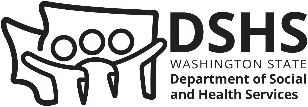 DSHS
WASHINGTON STATE
Department of Social
and Health Services